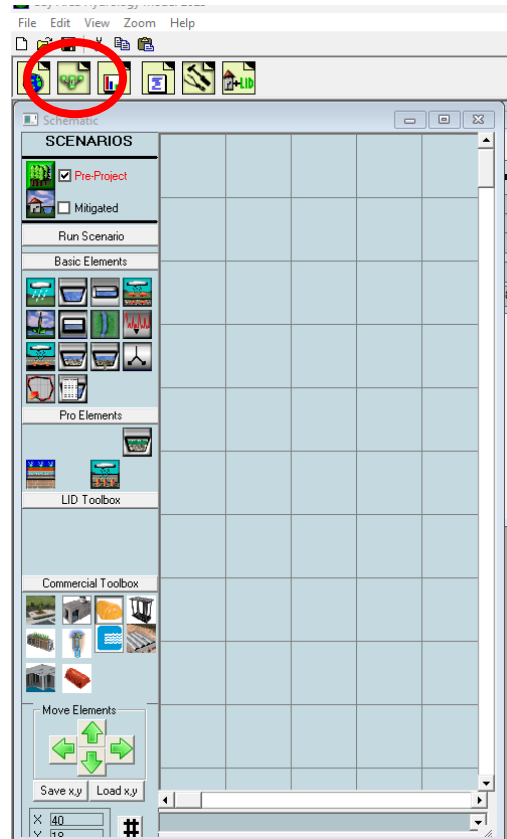 File Edit View Zoom Help
+LID
Schematic
SCENARIOS
Pre-Project
Mitigated
Run Scenario
Basic Elements
Pro Elements
LID Toolbox
Commercial Toolbox
Move Elements
Save x,y Load x,y
X 40
#